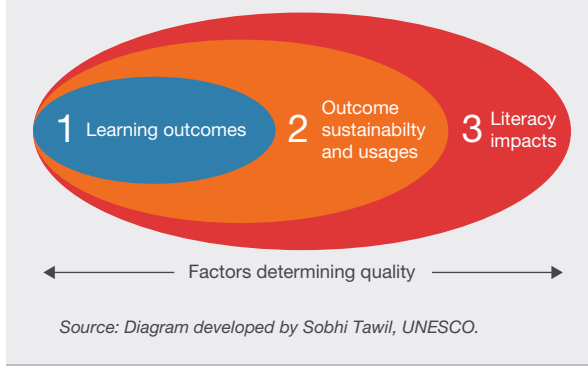 1 Learning outcomes
2 Outcome
sustainabilty
and usages
3 Literacy
impacts
Factors determining quality
Source: Diagram developed by Sobhi Tawil, UNESCO.